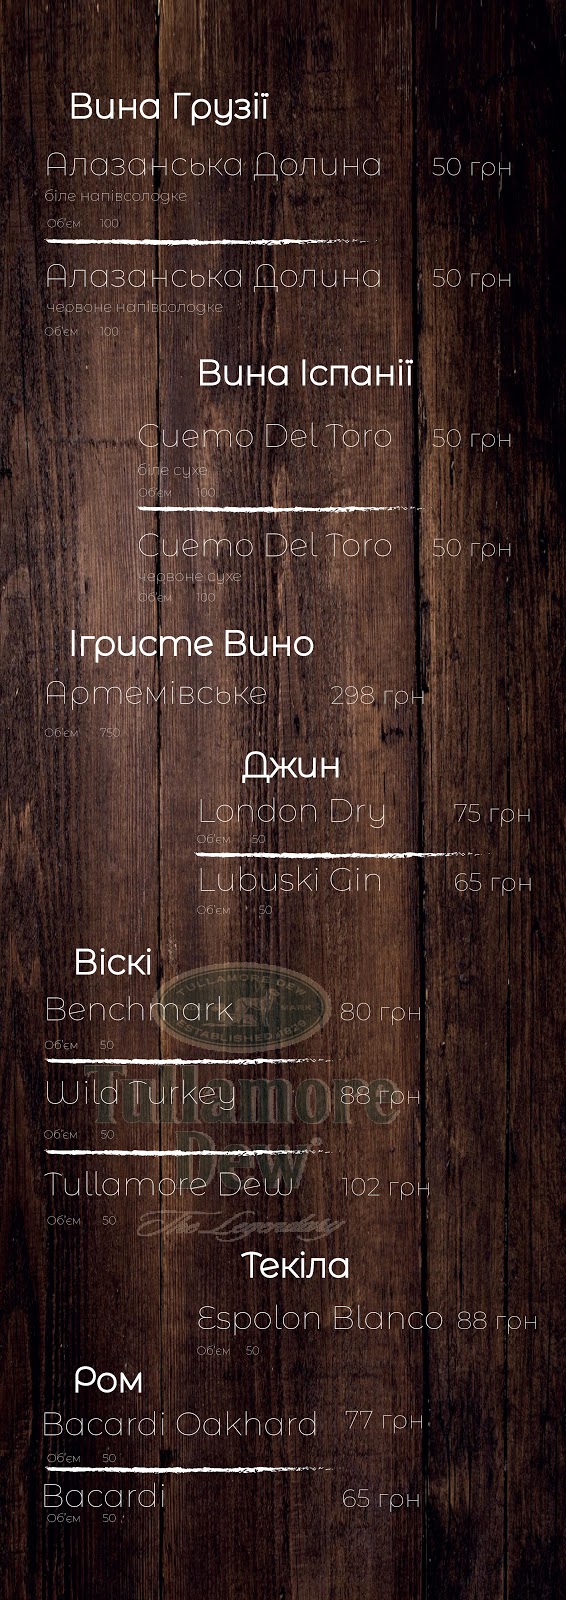 Вина Грузії
Алазанська Долина 50 грн
біле напівсолодке
Об'єм 100
Алазанська Долина 50 грн
червоне напівсолодке
Об'єм 100
Вина Іспанії
Cuemo Del Toro 50 грн
біле сухе
Об'єм 100
Cuemo Del Toro 50 грн
червоне сухе
Об'єм 100
Ігристе Вино
Артемівське 298 грн
Об'єм 750
Джин
London Dry 75 грн
Об'єм 50
Lubuski Gin 65 грн
Об'єм 50
Віскі
TULLAMORE DEW
Benchmark 80 грн
MARK
Об'єм 50
ESTABLISHED 1829
Wild Turkey 88 грн
Tullamore
Об'єм 50
Dew
Tullamore Dew 102 грн
Об'єм 50
The Legendary
Текіла
Espolon Blanco 88 грн
Об'єм 50
Ром
Bacardi Oakhard 77 грн
Об'єм 50
Bacardi 65 грн
Об'єм 50